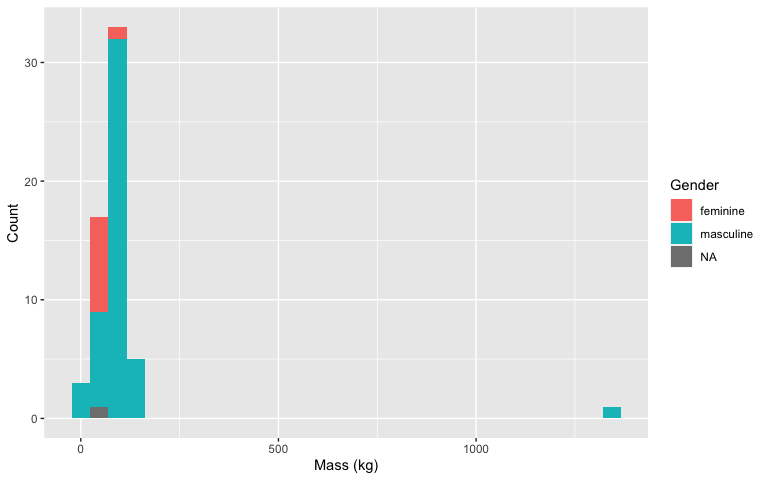 30
20
10
0
Count
0 500 1000
Mass (kg)
Gender
feminine
masculine
NA